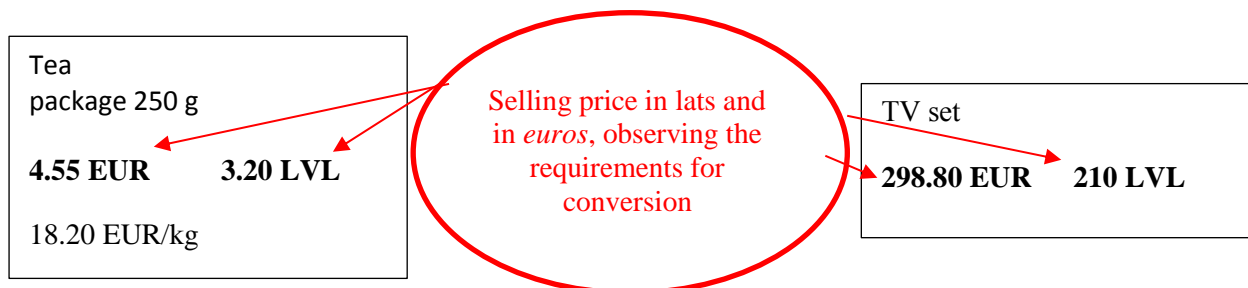 Tea
package 250 g
4.55 EUR 3.20 LVL
18.20 EUR/kg
Selling price in lats and
in euros, observing the
requirements for
conversion
TV set
298.80 EUR 210 LVL